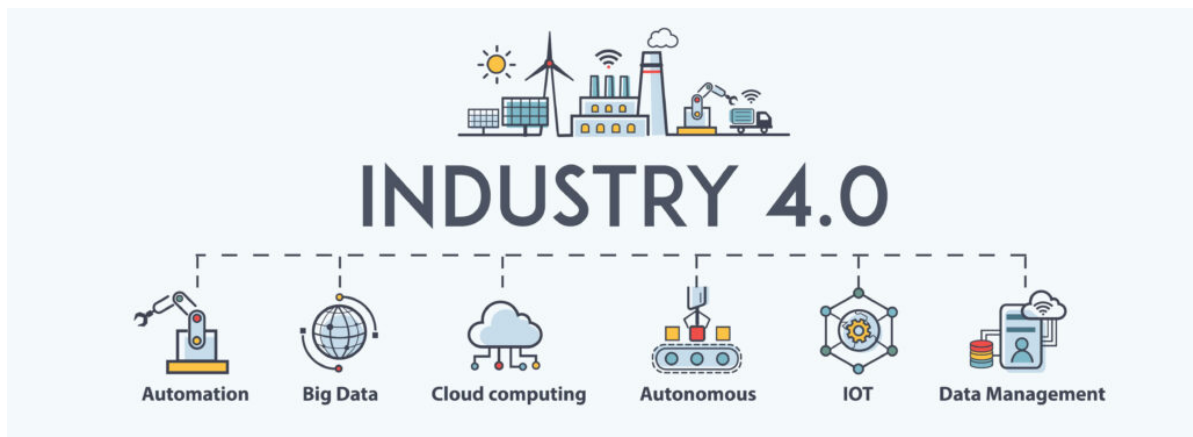 INDUSTRY 4.0
Automation
Big Data
Cloud computing
Autonomous
IOT
Data Management